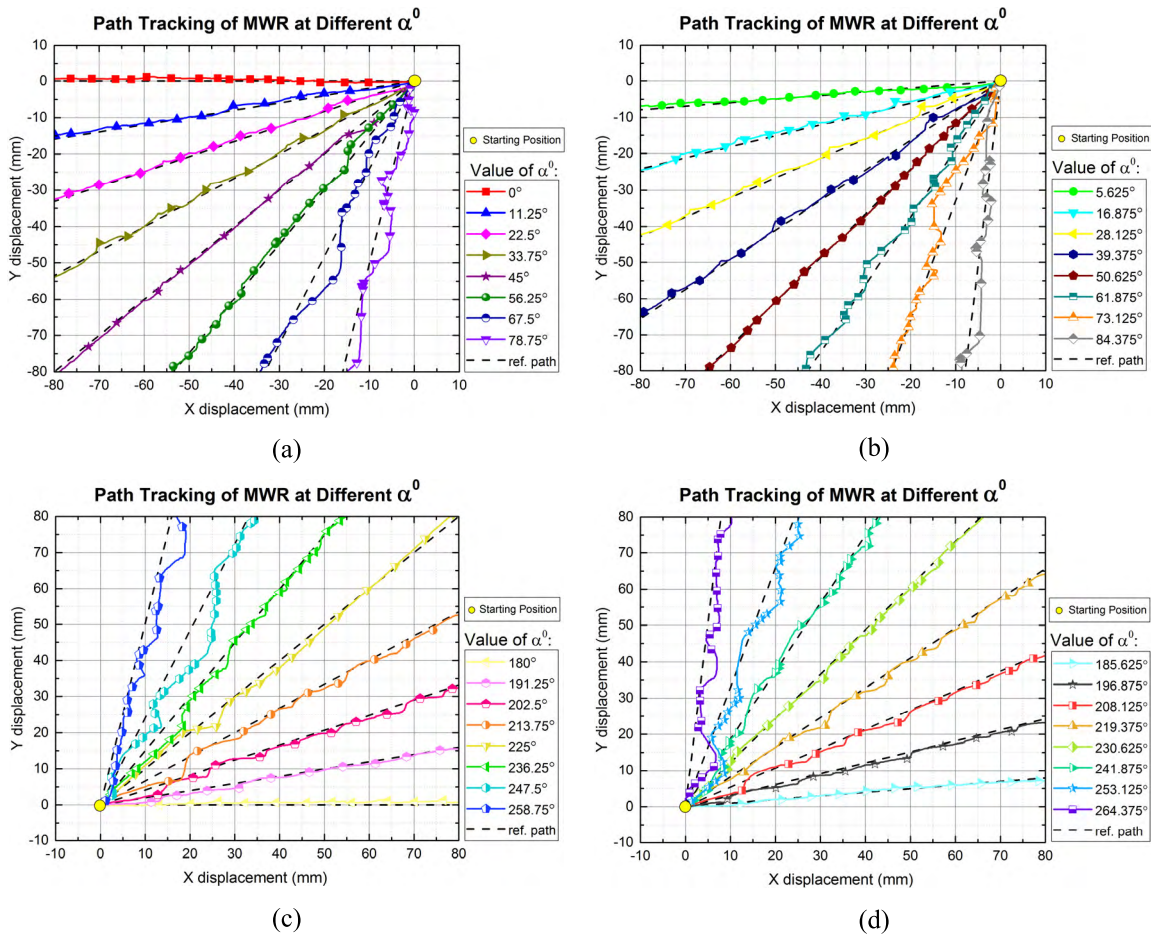 Path Tracking of MWR at Different α⁰
10
0
-10
-20
-30
-40
-50
-60
-70
-80
Y displacement (mm)
-80 -70 -60 -50 -40 -30 -20 -10 0 10
X displacement (mm)
Starting Position
Value of α⁰:
0°
11.25°
22.5°
33.75°
45°
56.25°
67.5°
78.75°
ref. path
(a)
Path Tracking of MWR at Different α⁰
10
0
-10
-20
-30
-40
-50
-60
-70
-80
Y displacement (mm)
-80 -70 -60 -50 -40 -30 -20 -10 0 10
X displacement (mm)
Starting Position
Value of α⁰:
5.625°
16.875°
28.125°
39.375°
50.625°
61.875°
73.125°
84.375°
ref. path
(b)
Path Tracking of MWR at Different α⁰
80
70
60
50
40
30
20
10
0
-10
Y displacement (mm)
-10 0 10 20 30 40 50 60 70 80
X displacement (mm)
Starting Position
Value of α⁰:
180°
191.25°
202.5°
213.75°
225°
236.25°
247.5°
258.75°
ref. path
(c)
Path Tracking of MWR at Different α⁰
80
70
60
50
40
30
20
10
0
-10
Y displacement (mm)
-10 0 10 20 30 40 50 60 70 80
X displacement (mm)
Starting Position
Value of α⁰:
185.625°
196.875°
208.125°
219.375°
230.625°
241.875°
253.125°
264.375°
ref. path
(d)